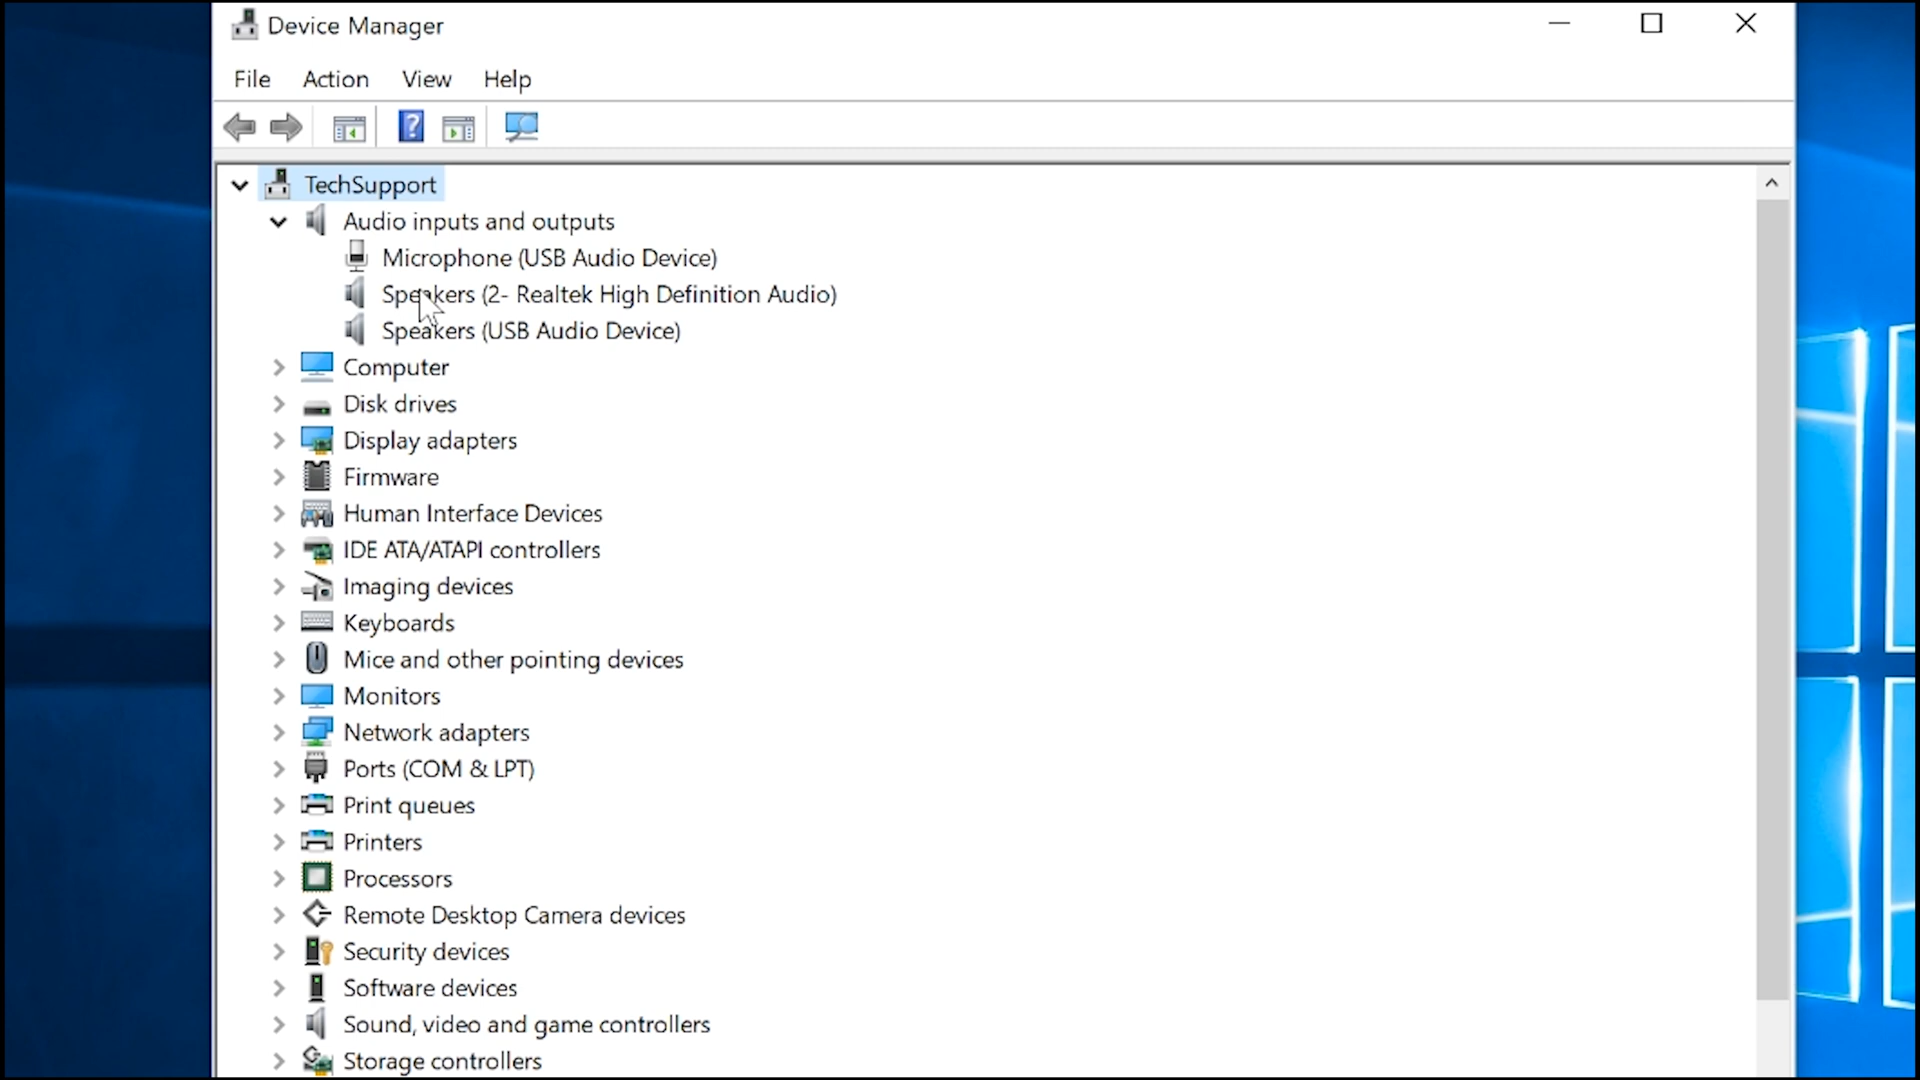 Device Manager
File Action View Help
TechSupport
Audio inputs and outputs
Microphone (USB Audio Device)
Speakers (2- Realtek High Definition Audio)
Speakers (USB Audio Device)
Computer
Disk drives
Display adapters
Firmware
Human Interface Devices
IDE ATA/ATAPI controllers
Imaging devices
Keyboards
Mice and other pointing devices
Monitors
Network adapters
Ports (COM & LPT)
Print queues
Printers
Processors
Remote Desktop Camera devices
Security devices
Software devices
Sound, video and game controllers
Storage controllers